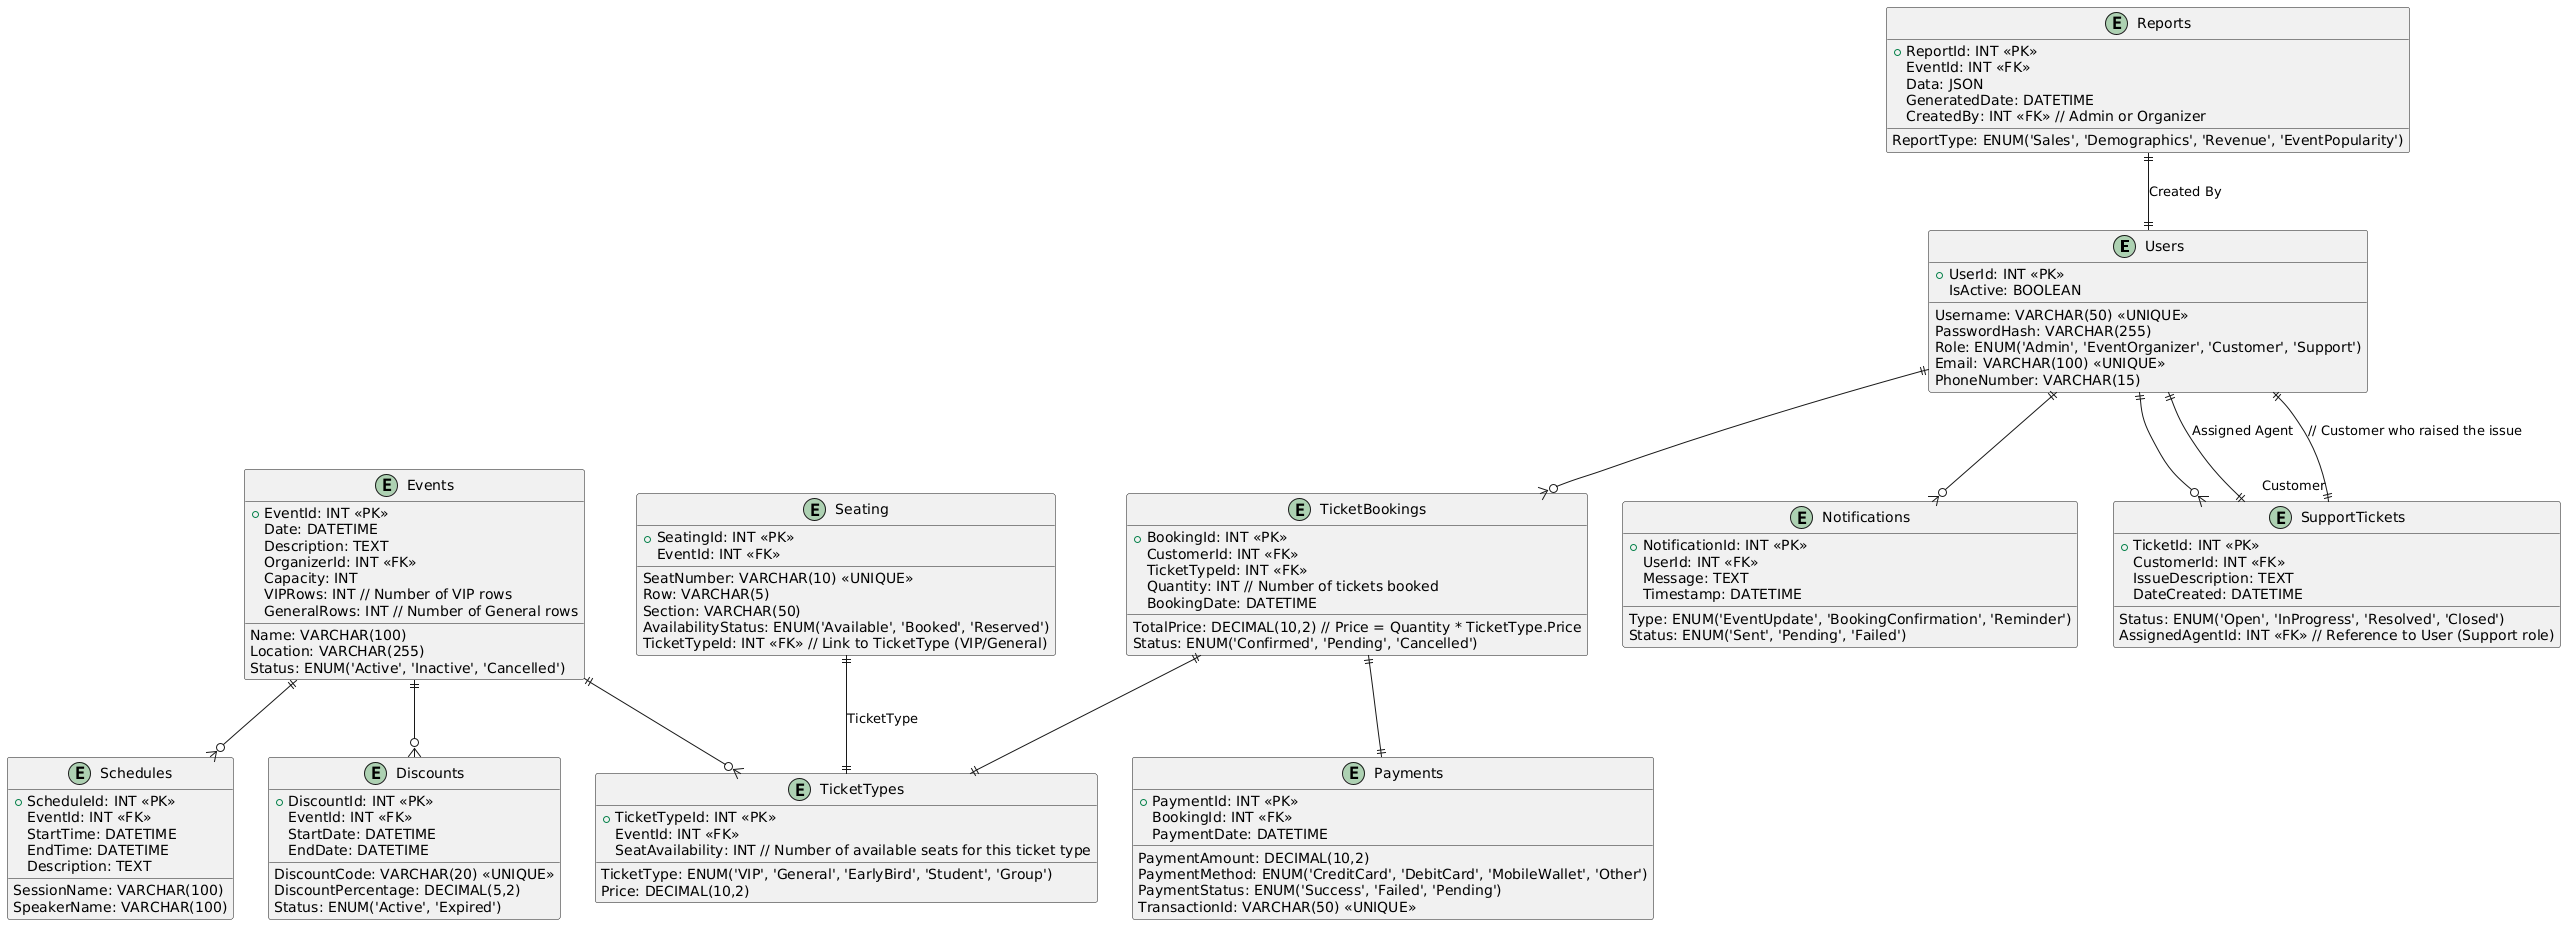 E Reports
ReportId: INT «PK»
EventId: INT «FK»
Data: JSON
GeneratedDate: DATETIME
CreatedBy: INT «FK» // Admin or Organizer
ReportType: ENUM('Sales', 'Demographics', 'Revenue', 'EventPopularity')
Created By
E Users
UserId: INT «PK»
IsActive: BOOLEAN
Username: VARCHAR(50) «UNIQUE»
PasswordHash: VARCHAR(255)
Role: ENUM('Admin', 'EventOrganizer', 'Customer', 'Support')
Email: VARCHAR(100) «UNIQUE»
PhoneNumber: VARCHAR(15)
Assigned Agent
// Customer who raised the issue
Customer
E Events
EventId: INT «PK»
Date: DATETIME
Description: TEXT
OrganizerId: INT «FK»
Capacity: INT
VIPRows: INT // Number of VIP rows
GeneralRows: INT // Number of General rows
Name: VARCHAR(100)
Location: VARCHAR(255)
Status: ENUM('Active', 'Inactive', 'Cancelled')
E Seating
SeatingId: INT «PK»
EventId: INT «FK»
SeatNumber: VARCHAR(10) «UNIQUE»
Row: VARCHAR(5)
Section: VARCHAR(50)
AvailabilityStatus: ENUM('Available', 'Booked', 'Reserved')
TicketTypeId: INT «FK» // Link to TicketType (VIP/General)
E TicketBookings
BookingId: INT «PK»
CustomerId: INT «FK»
TicketTypeId: INT «FK»
Quantity: INT // Number of tickets booked
BookingDate: DATETIME
TotalPrice: DECIMAL(10,2) // Price = Quantity * TicketType.Price
Status: ENUM('Confirmed', 'Pending', 'Cancelled')
E Notifications
NotificationId: INT «PK»
UserId: INT «FK»
Message: TEXT
Timestamp: DATETIME
Type: ENUM('EventUpdate', 'BookingConfirmation', 'Reminder')
Status: ENUM('Sent', 'Pending', 'Failed')
E SupportTickets
TicketId: INT «PK»
CustomerId: INT «FK»
IssueDescription: TEXT
DateCreated: DATETIME
Status: ENUM('Open', 'InProgress', 'Resolved', 'Closed')
AssignedAgentId: INT «FK» // Reference to User (Support role)
TicketType
E Schedules
ScheduleId: INT «PK»
EventId: INT «FK»
StartTime: DATETIME
EndTime: DATETIME
Description: TEXT
SessionName: VARCHAR(100)
SpeakerName: VARCHAR(100)
E Discounts
DiscountId: INT «PK»
EventId: INT «FK»
StartDate: DATETIME
EndDate: DATETIME
DiscountCode: VARCHAR(20) «UNIQUE»
DiscountPercentage: DECIMAL(5,2)
Status: ENUM('Active', 'Expired')
E TicketTypes
TicketTypeId: INT «PK»
EventId: INT «FK»
SeatAvailability: INT // Number of available seats for this ticket type
TicketType: ENUM('VIP', 'General', 'EarlyBird', 'Student', 'Group')
Price: DECIMAL(10,2)
E Payments
PaymentId: INT «PK»
BookingId: INT «FK»
PaymentDate: DATETIME
PaymentAmount: DECIMAL(10,2)
PaymentMethod: ENUM('CreditCard', 'DebitCard', 'MobileWallet', 'Other')
PaymentStatus: ENUM('Success', 'Failed', 'Pending')
TransactionId: VARCHAR(50) «UNIQUE»